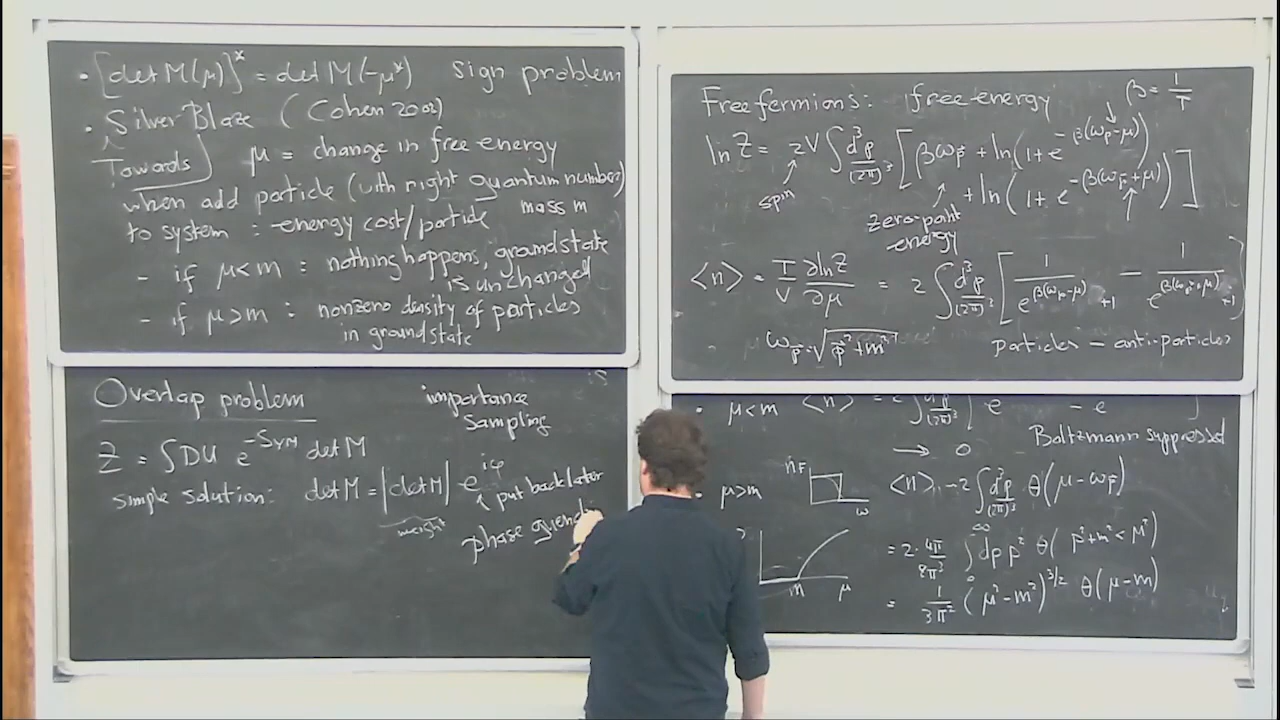 • [det M(μ)]* = det M(-μ*) sign problem
• Silver Blaze (Cohen 2002)
Towards μ = change in free energy
when add particle (with right quantum number)
to system : energy cost/particle mass m
- if μ<m : nothing happens, groundstate
is unchanged
- if μ>m : nonzero density of particles
in groundstate
Overlap problem
importance
sampling
Z = ∫DU e^{-S_YM} det M
simple solution: det M = |det M| e^{iφ}
weight
put back later
phase
Free fermions: free energy β = 1/T
ln Z = 2V ∫ d³p/(2π)³ [βω_p + ln(1+e^{-β(ω_p-μ)})
+ ln(1+e^{-β(ω_p+μ)})]
spin
zero-point
energy
<n> = T/V ∂lnZ/∂μ = 2 ∫ d³p/(2π)³ [1/(e^{β(ω_p-μ)}+1) - 1/(e^{β(ω_p+μ)}+1)]
ω_p = √(p²+m²) particles - anti-particles
• μ<m <n>
Boltzmann suppressed
→ 0
• μ>m n_F ω <n> → 2∫ d³p/(2π)³ θ(μ-ω_p)
= 2· 4π/8π³ ∫₀^∞ dp p² θ(p²+m²<μ²)
m μ
= 1/3π² (μ²-m²)^{3/2} θ(μ-m)